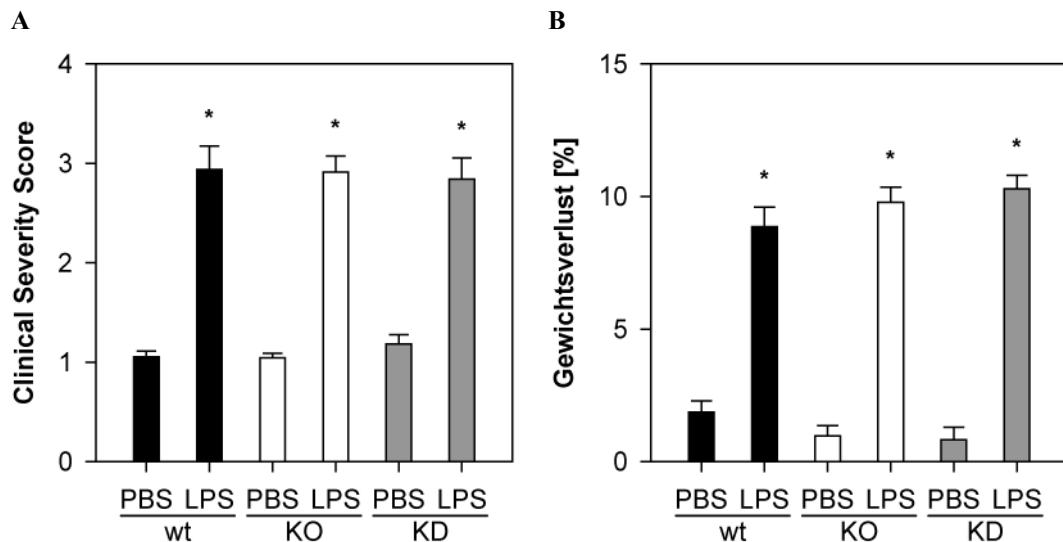 A
Clinical Severity Score
4
3
2
1
0
* * *
PBS LPS PBS LPS PBS LPS
wt KO KD
B
Gewichtsverlust [%]
15
10
5
0
* * *
PBS LPS PBS LPS PBS LPS
wt KO KD